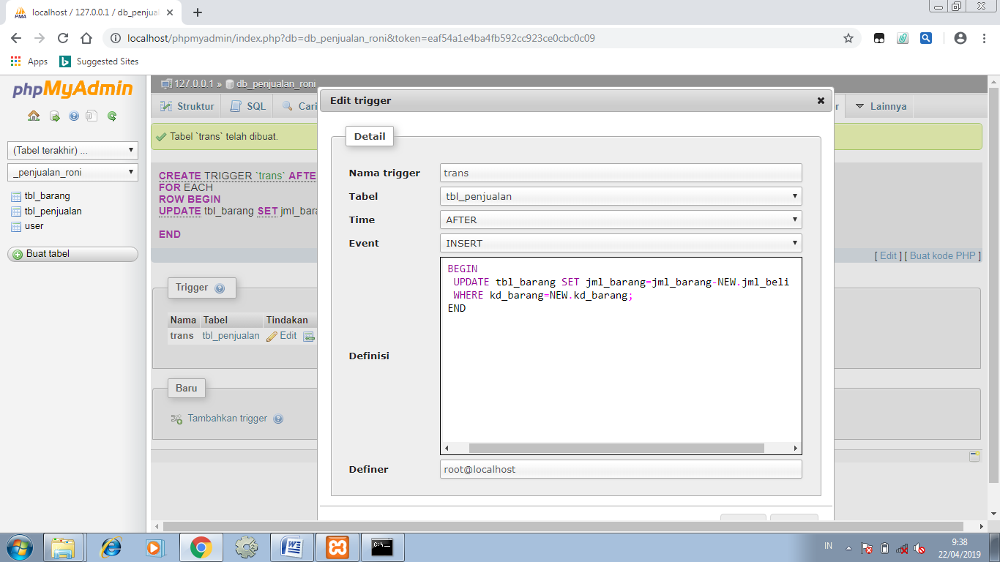 localhost / 127.0.0.1 / db_penjual
localhost/phpmyadmin/index.php?db=db_penjualan_roni&token=eaf54a1e4ba4fb592cc923ce0cbc0c09
Apps
Suggested Sites
phpMyAdmin
(Tabel terakhir) ...
_penjualan_roni
tbl_barang
tbl_penjualan
user
Buat tabel
127.0.0.1 » db_penjualan_roni
Struktur
SQL
Cari
r
Lainnya
Tabel `trans` telah dibuat.
CREATE TRIGGER `trans` AFTE
FOR EACH
ROW BEGIN
UPDATE tbl_barang SET jml_bara
END
[ Edit ] [ Buat kode PHP ]
Trigger
Nama Tabel Tindakan
trans tbl_penjualan Edit
Baru
Tambahkan trigger
Edit trigger
Detail
Nama trigger trans
Tabel tbl_penjualan
Time AFTER
Event INSERT
Definisi
BEGIN
UPDATE tbl_barang SET jml_barang=jml_barang-NEW.jml_beli
WHERE kd_barang=NEW.kd_barang;
END
Definer root@localhost
C:\
IN
9:38
22/04/2019